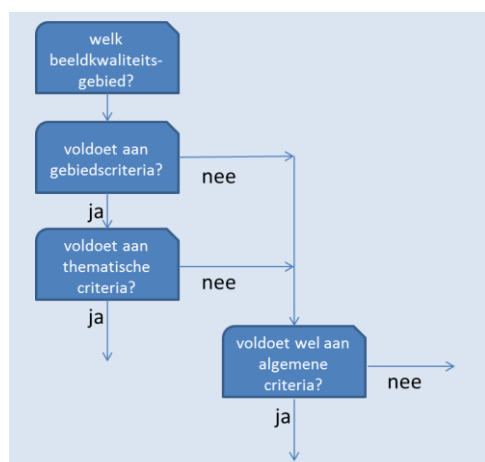 welk
beeldkwaliteits-
gebied?
voldoet aan
gebiedscriteria?
nee
ja
voldoet aan
thematische
criteria?
nee
ja
voldoet wel aan
algemene
criteria?
nee
ja